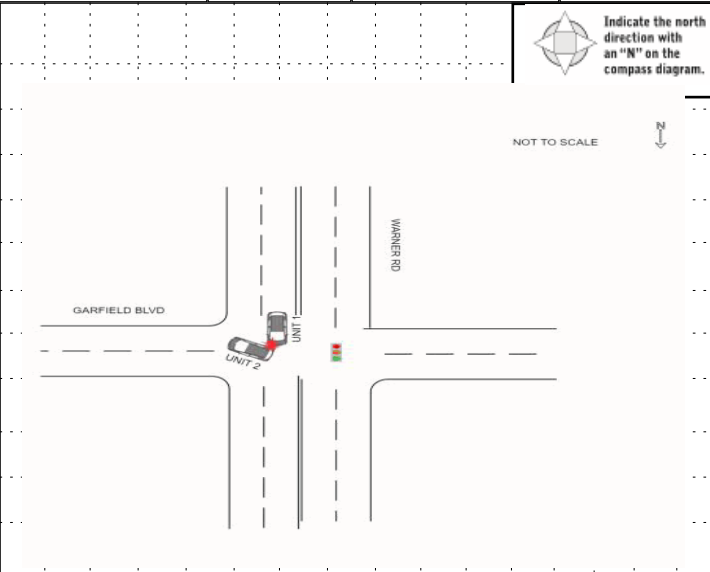 Indicate the north
direction with
an “N” on the
compass diagram.
N
NOT TO SCALE
WARNER RD
GARFIELD BLVD
UNIT 1
UNIT 2